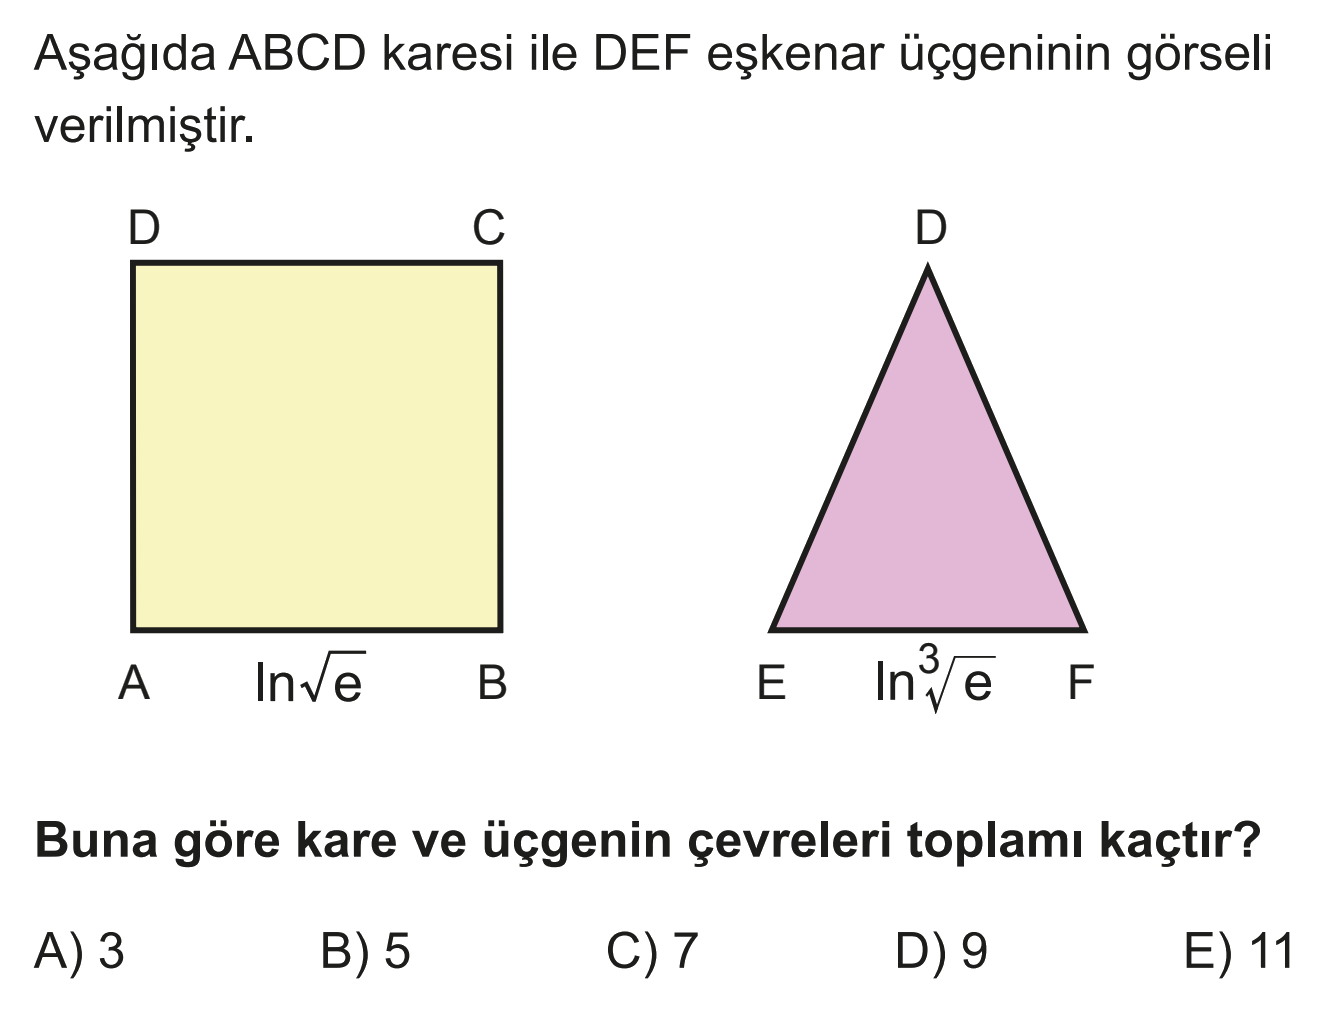 Aşağıda ABCD karesi ile DEF eşkenar üçgeninin görseli
verilmiştir.
D C D
A ln√e B E ln∛e F
Buna göre kare ve üçgenin çevreleri toplamı kaçtır?
A) 3 B) 5 C) 7 D) 9 E) 11